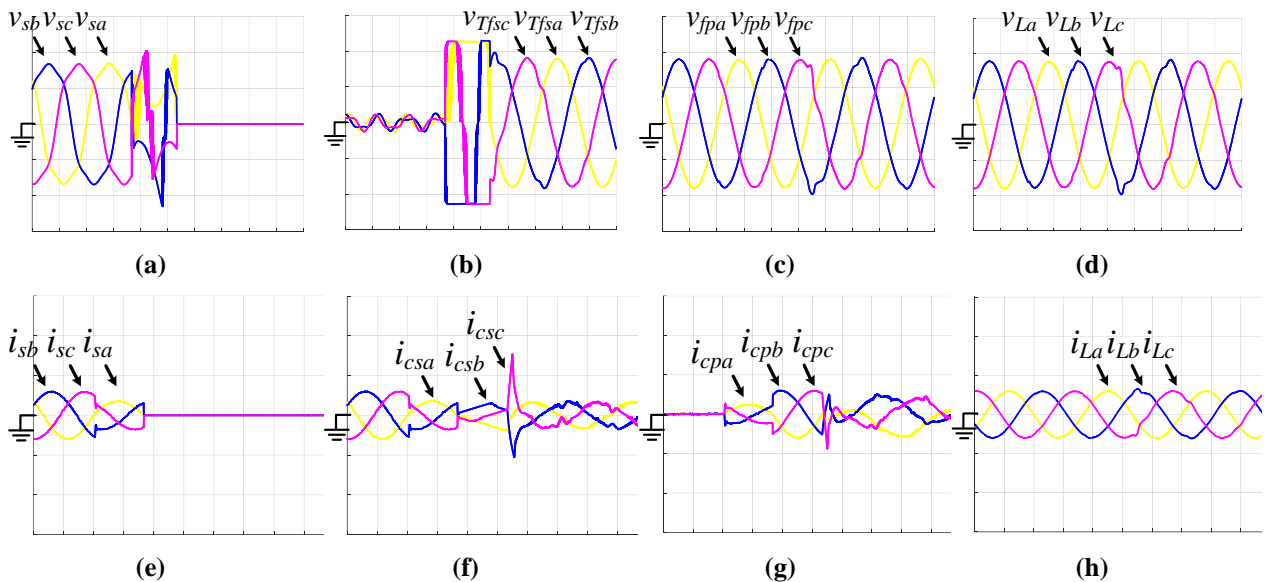 v_sb v_sc v_sa
v_Tfsc v_Tfsa v_Tfsb
v_fpa v_fpb v_fpc
v_La v_Lb v_Lc
(a)
(b)
(c)
(d)
i_sb i_sc i_sa
i_csa i_csb i_csc
i_cpa i_cpb i_cpc
i_La i_Lb i_Lc
(e)
(f)
(g)
(h)